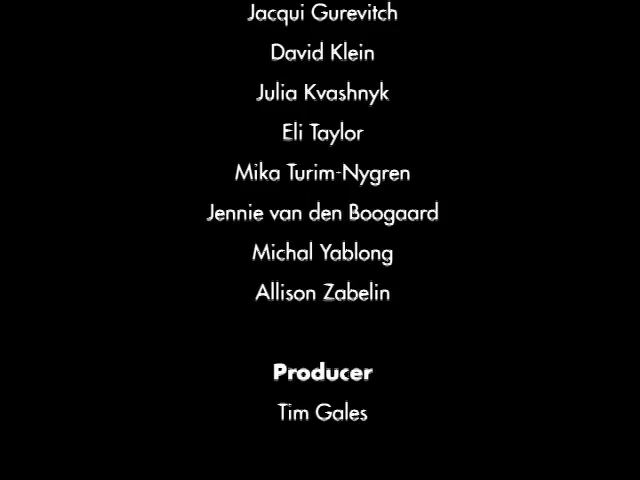 Jacqui Gurevitch
David Klein
Julia Kvashnyk
Eli Taylor
Mika Turim-Nygren
Jennie van den Boogaard
Michal Yablong
Allison Zabelin
Producer
Tim Gales